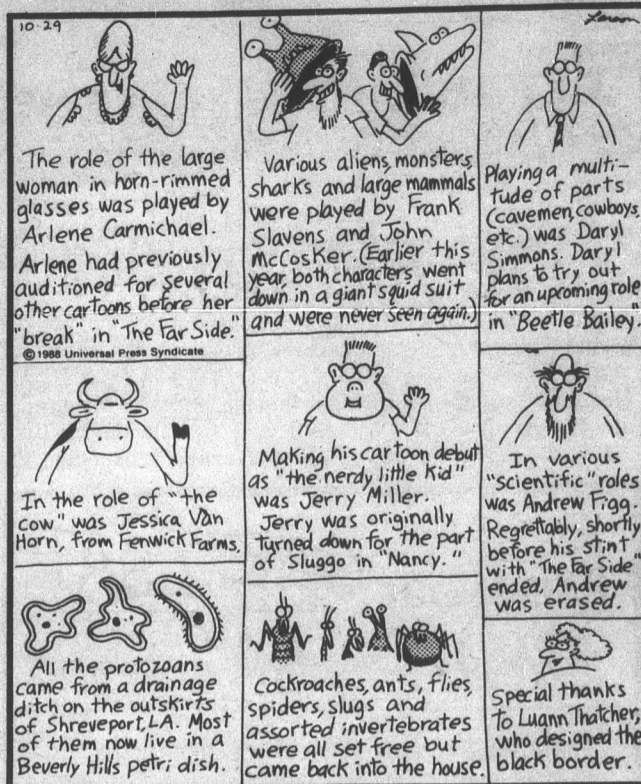 10-29
The role of the large
woman in horn-rimmed
glasses was played by
Arlene Carmichael.
Arlene had previously
auditioned for several
other cartoons before her
"break" in "The Far Side."
© 1988 Universal Press Syndicate
Various aliens, monsters,
sharks and large mammals
were played by Frank
Slavens and John
McCosker. (Earlier this
year, both characters went
down in a giant squid suit
and were never seen again.)
Larson
Playing a multi-
tude of parts
(cavemen, cowboys,
etc.) was Daryl
Simmons. Daryl
plans to try out
for an upcoming role
in "Beetle Bailey."
In the role of "the
cow" was Jessica Van
Horn, from Fenwick Farms.
Making his cartoon debut
as "the nerdy little kid"
was Jerry Miller.
Jerry was originally
turned down for the part
of Sluggo in "Nancy."
In various
"scientific" roles
was Andrew Figg.
Regrettably, shortly
before his stint
with "The Far Side"
ended, Andrew
was erased.
All the protozoans
came from a drainage
ditch on the outskirts
of Shreveport, LA. Most
of them now live in a
Beverly Hills petri dish.
Cockroaches, ants, flies,
spiders, slugs and
assorted invertebrates
were all set free but
came back into the house.
Special thanks
to Luann Thatcher,
who designed the
black border.